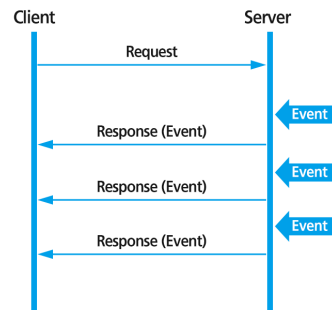 Client
Server
Request
Event
Response (Event)
Event
Response (Event)
Event
Response (Event)